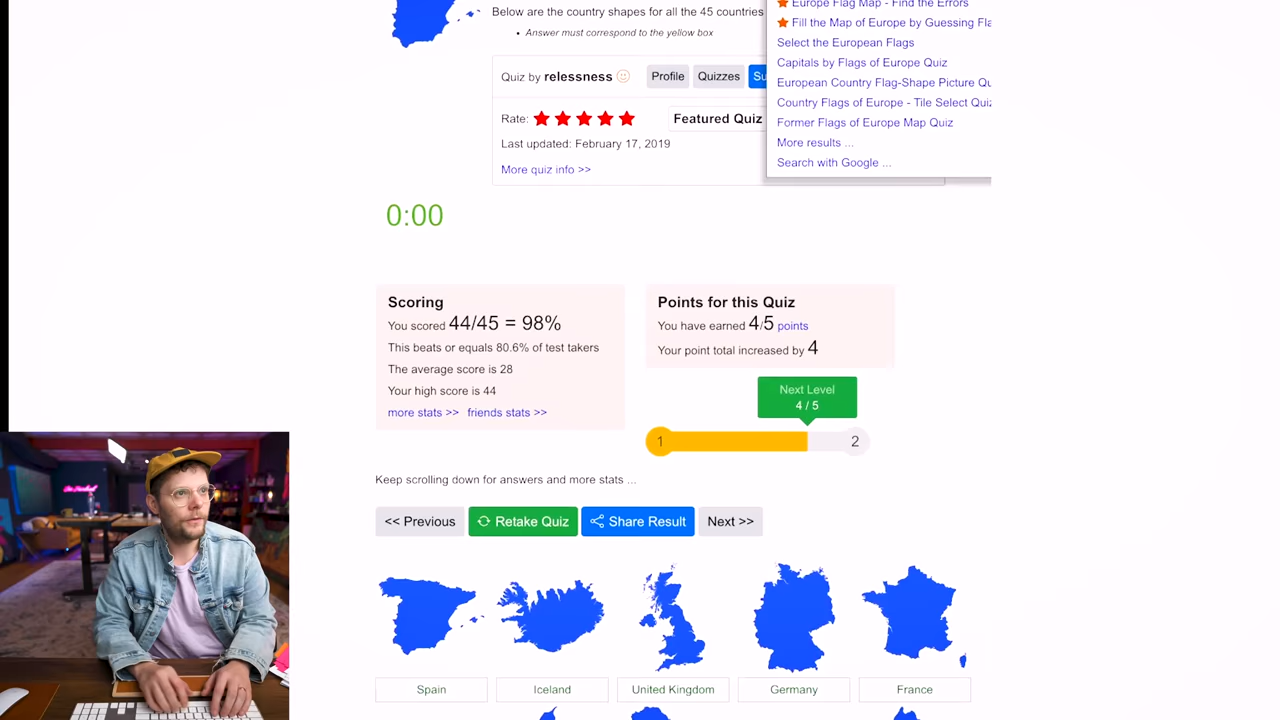 Below are the country shapes for all the 45 countries
• Answer must correspond to the yellow box
Quiz by relessness
Profile
Quizzes
Su
Rate:
Featured Quiz
Last updated: February 17, 2019
More quiz info >>
Europe Flag Map - Find the Errors
Fill the Map of Europe by Guessing Fla
Select the European Flags
Capitals by Flags of Europe Quiz
European Country Flag-Shape Picture Qu
Country Flags of Europe - Tile Select Quiz
Former Flags of Europe Map Quiz
More results ...
Search with Google ...
0:00
Scoring
You scored 44/45 = 98%
This beats or equals 80.6% of test takers
The average score is 28
Your high score is 44
more stats >> friends stats >>
Points for this Quiz
You have earned 4/5 points
Your point total increased by 4
Next Level
4 / 5
1
2
Keep scrolling down for answers and more stats ...
<< Previous
Retake Quiz
Share Result
Next >>
Spain
Iceland
United Kingdom
Germany
France